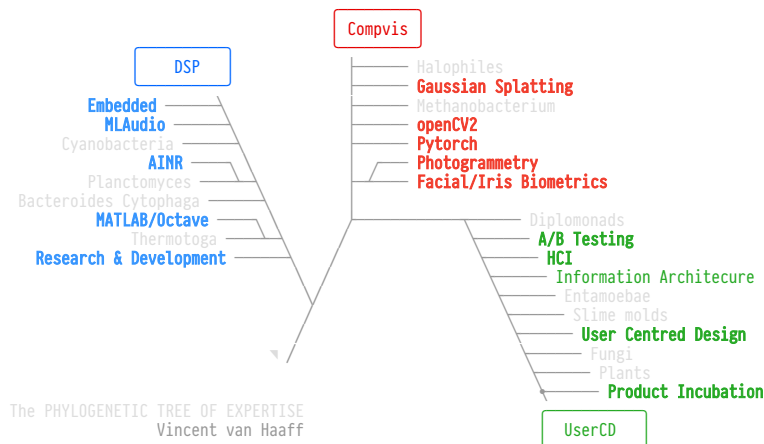 Compvis
DSP
Halophiles
Gaussian Splatting
Methanobacterium
openCV2
Pytorch
Photogrammetry
Facial/Iris Biometrics
Embedded
MLAudio
Cyanobacteria
AINR
Planctomyces
Bacteroides Cytophaga
MATLAB/Octave
Thermotoga
Research & Development
Diplomonads
A/B Testing
HCI
Information Architecure
Entamoebae
Slime molds
User Centred Design
Fungi
Plants
Product Incubation
UserCD
The PHYLOGENETIC TREE OF EXPERTISE
Vincent van Haaff